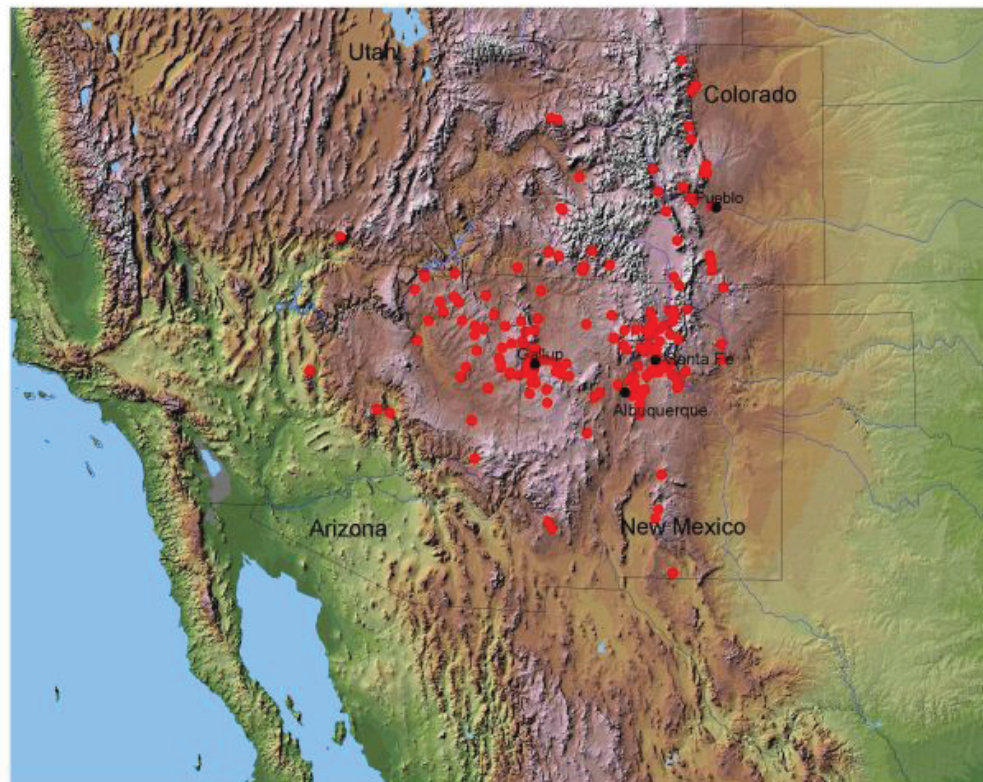 Utah
Colorado
Pueblo
Gallup
Santa Fe
Albuquerque
Arizona
New Mexico